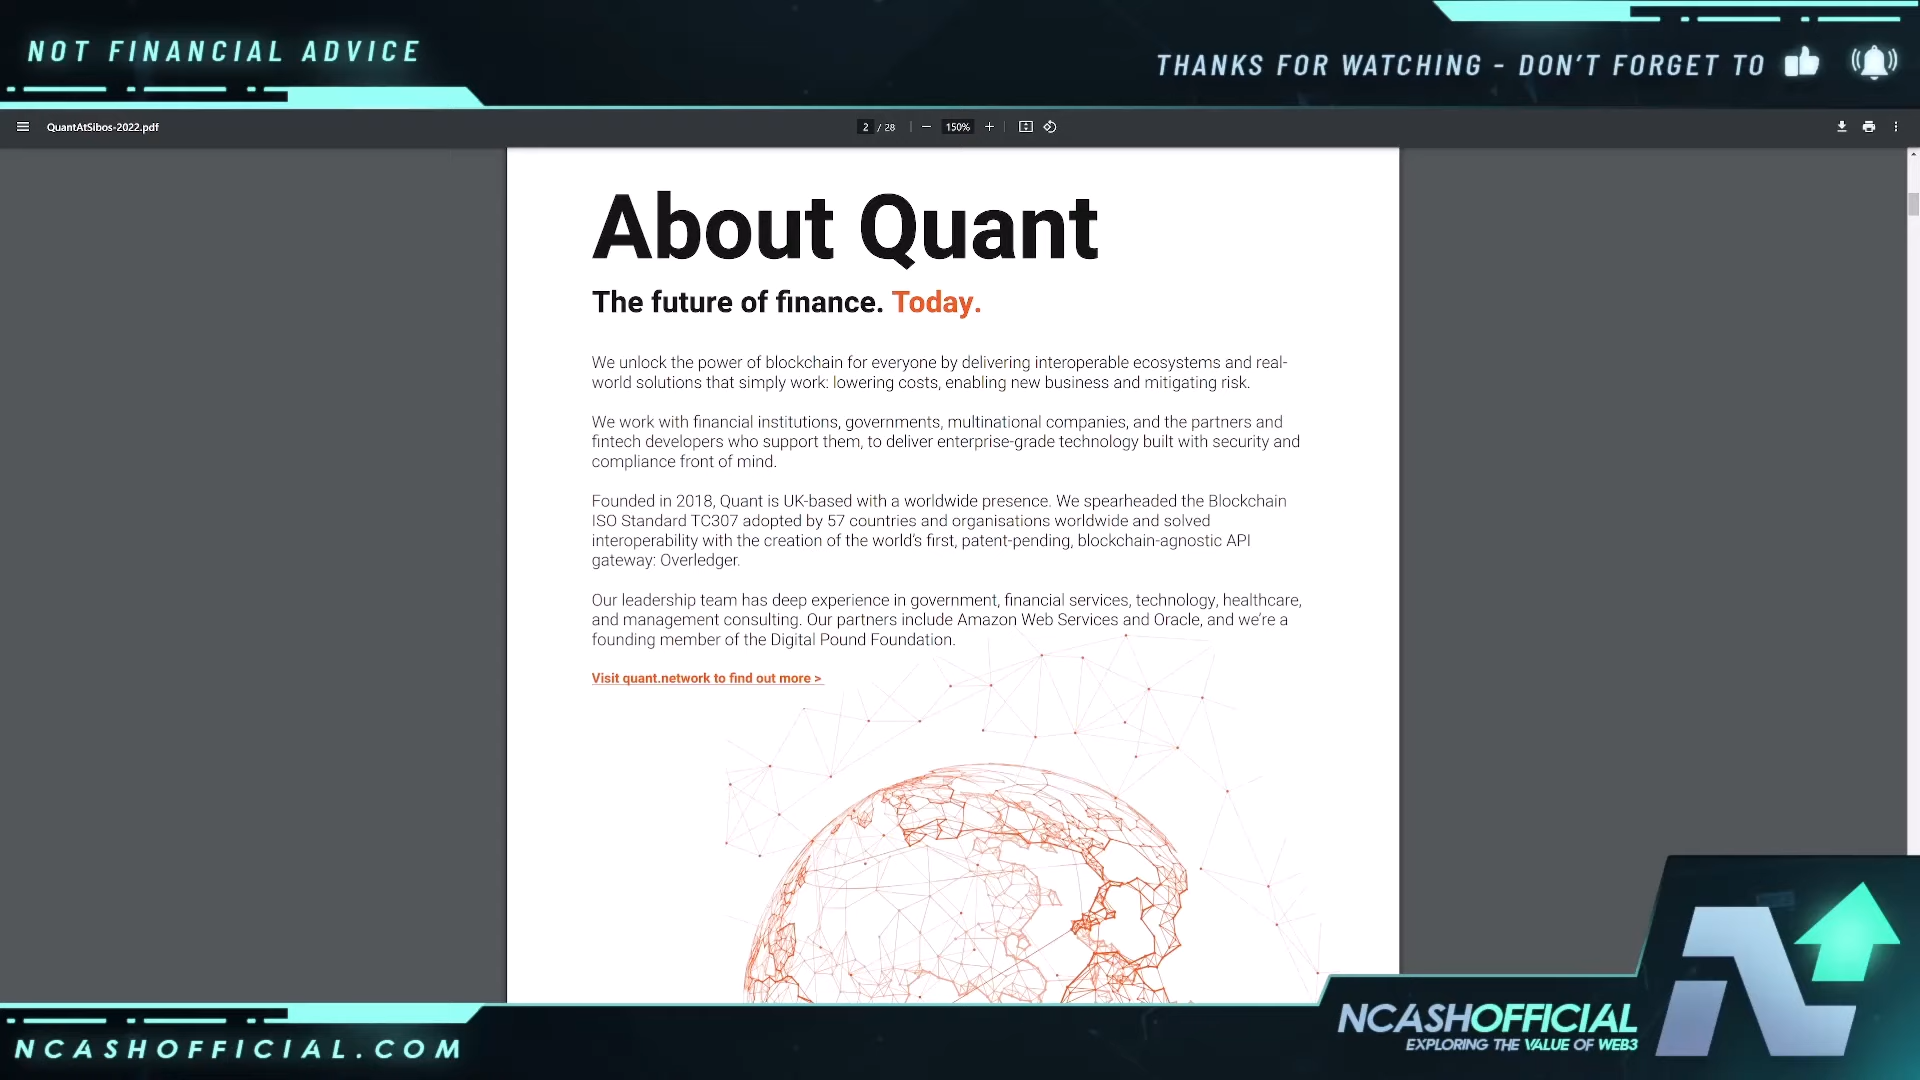 NOT FINANCIAL ADVICE
THANKS FOR WATCHING - DON'T FORGET TO
QuantAtSibos-2022.pdf
2 / 28
150%
About Quant
The future of finance. Today.
We unlock the power of blockchain for everyone by delivering interoperable ecosystems and real-
world solutions that simply work: lowering costs, enabling new business and mitigating risk.
We work with financial institutions, governments, multinational companies, and the partners and
fintech developers who support them, to deliver enterprise-grade technology built with security and
compliance front of mind.
Founded in 2018, Quant is UK-based with a worldwide presence. We spearheaded the Blockchain
ISO Standard TC307 adopted by 57 countries and organisations worldwide and solved
interoperability with the creation of the world's first, patent-pending, blockchain-agnostic API
gateway: Overledger.
Our leadership team has deep experience in government, financial services, technology, healthcare,
and management consulting. Our partners include Amazon Web Services and Oracle, and we're a
founding member of the Digital Pound Foundation.
Visit quant.network to find out more >
NCASHOFFICIAL
EXPLORING THE VALUE OF WEB3
NCASHOFFICIAL.COM